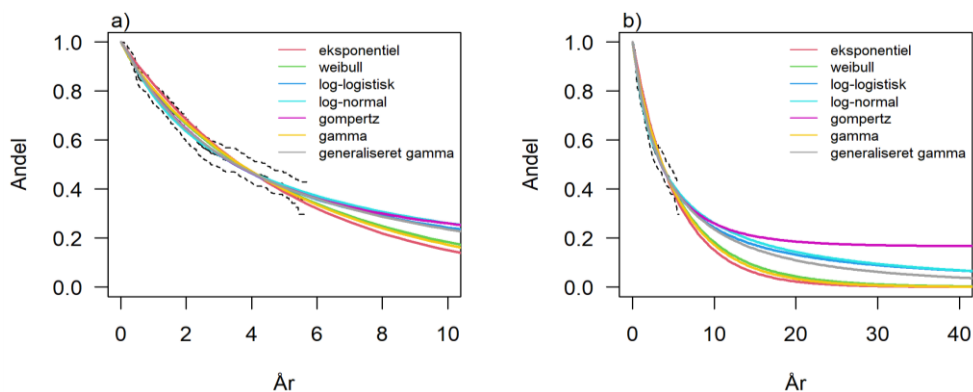 a)
Andel
1.0
0.8
0.6
0.4
0.2
0.0
eksponentiel
weibull
log-logistisk
log-normal
gompertz
gamma
generaliseret gamma
0 2 4 6 8 10
År
b)
Andel
1.0
0.8
0.6
0.4
0.2
0.0
eksponentiel
weibull
log-logistisk
log-normal
gompertz
gamma
generaliseret gamma
0 10 20 30 40
År